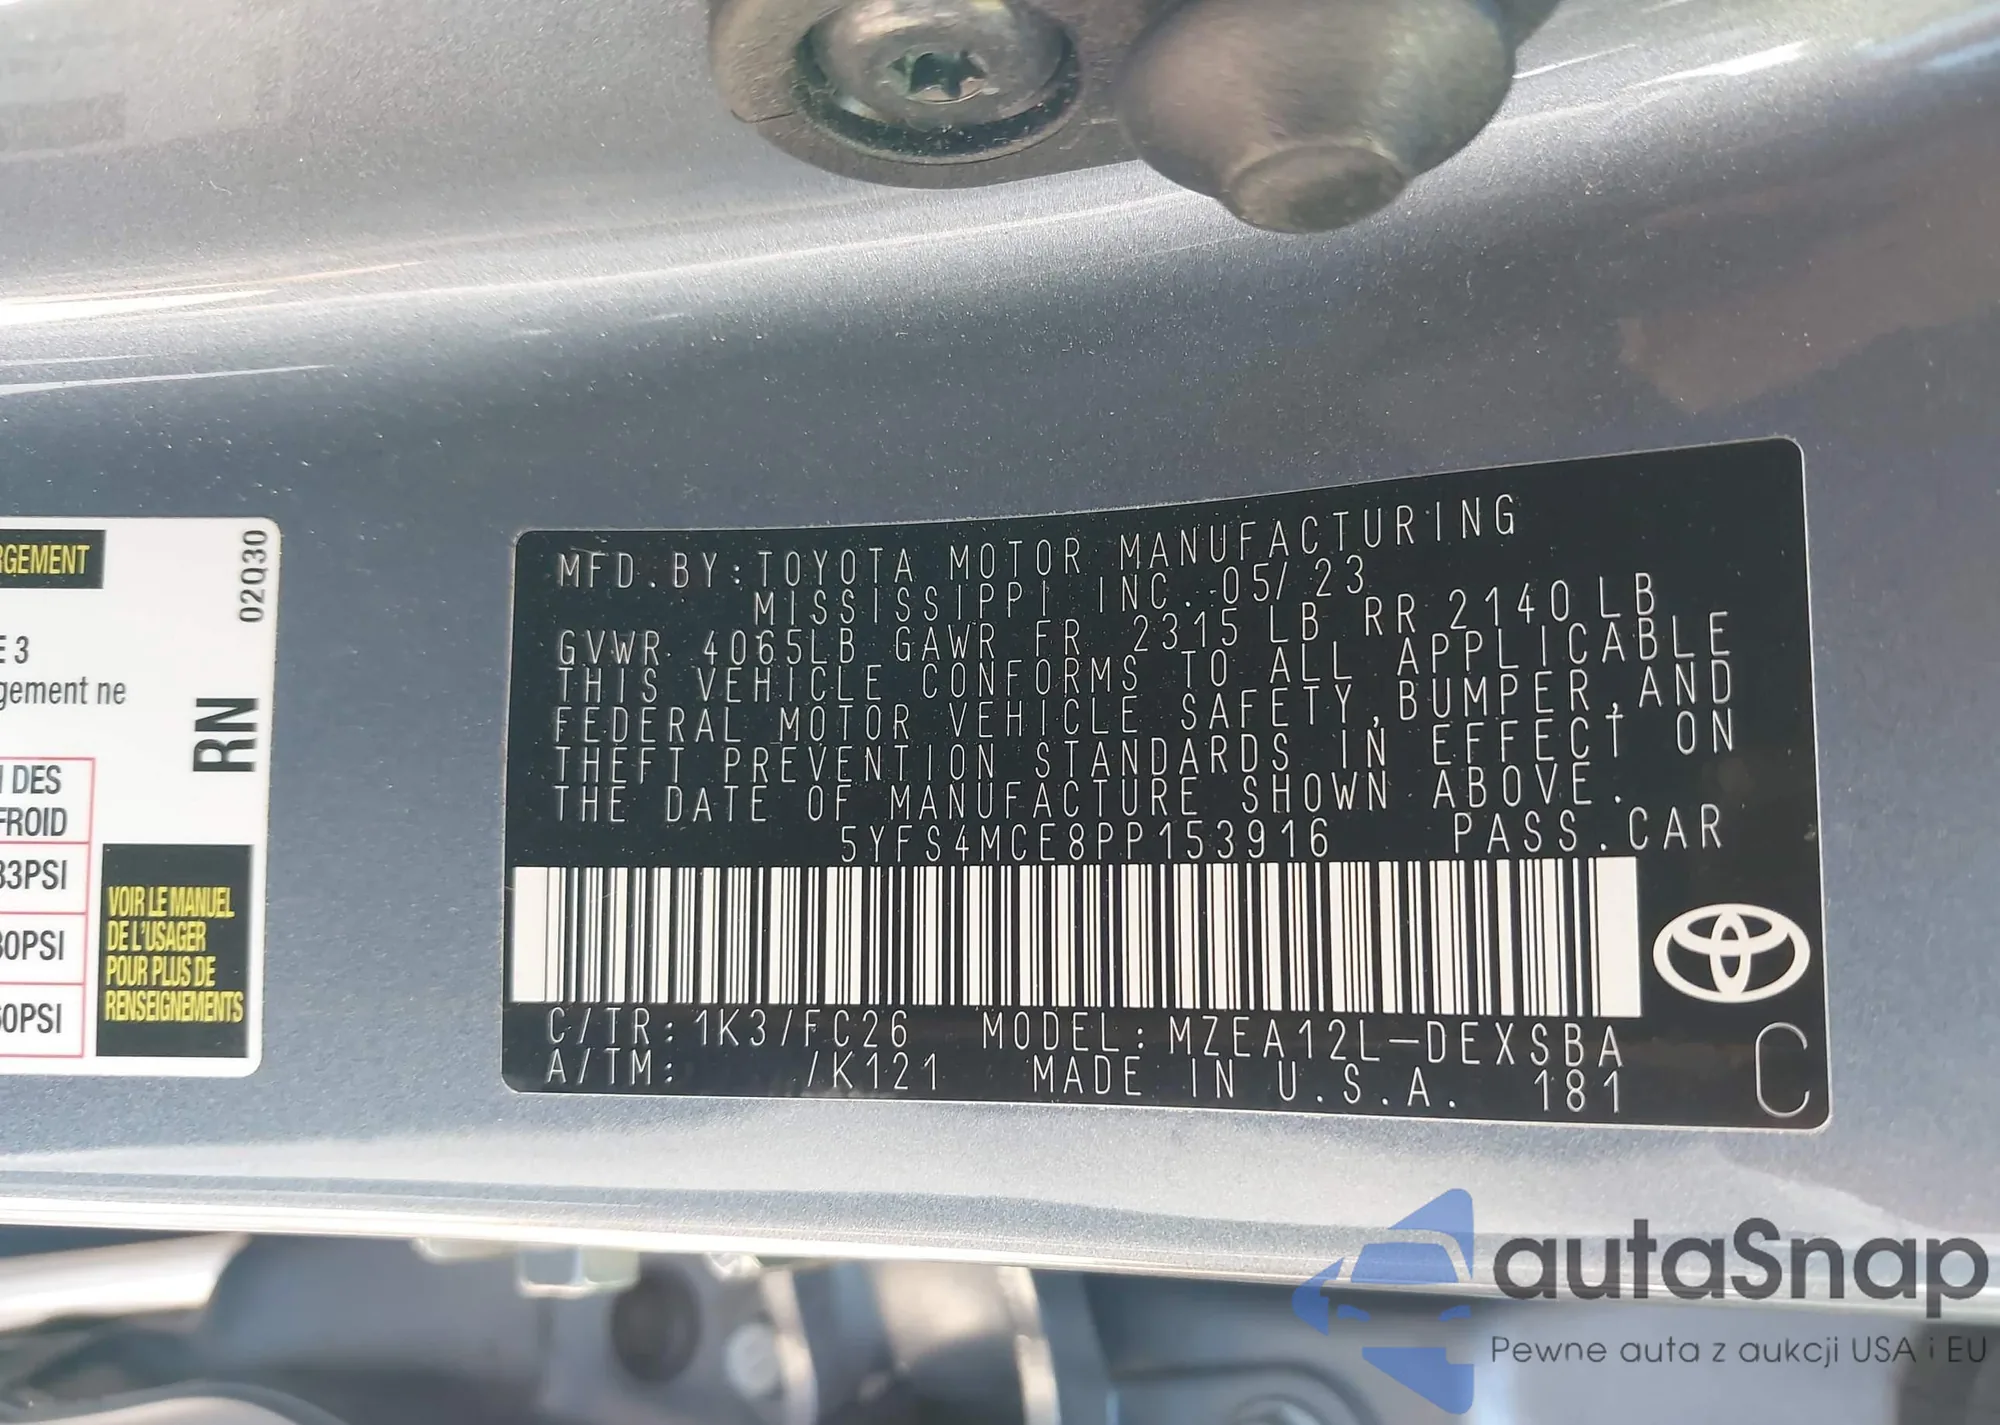 RGEMENT
02Q30
E 3
gement ne
RN
N DES
FROID
33PSI
30PSI
60PSI
VOIR LE MANUEL
DE L'USAGER
POUR PLUS DE
RENSEIGNEMENTS
MFD.BY:TOYOTA MOTOR MANUFACTURING
MISSISSIPPI INC. 05/23
GVWR 4065LB GAWR FR 2315 LB RR 2140LB
THIS VEHICLE CONFORMS TO ALL APPLICABLE
FEDERAL MOTOR VEHICLE SAFETY,BUMPER,AND
THEFT PREVENTION STANDARDS IN EFFECT ON
THE DATE OF MANUFACTURE SHOWN ABOVE.
5YFS4MCE8PP153916 PASS.CAR
C/TR:1K3/FC26 MODEL:MZEA12L-DEXSBA
A/TM: /K121 MADE IN U.S.A. 181
C
autaSnap
Pewne auta z aukcji USA i EU